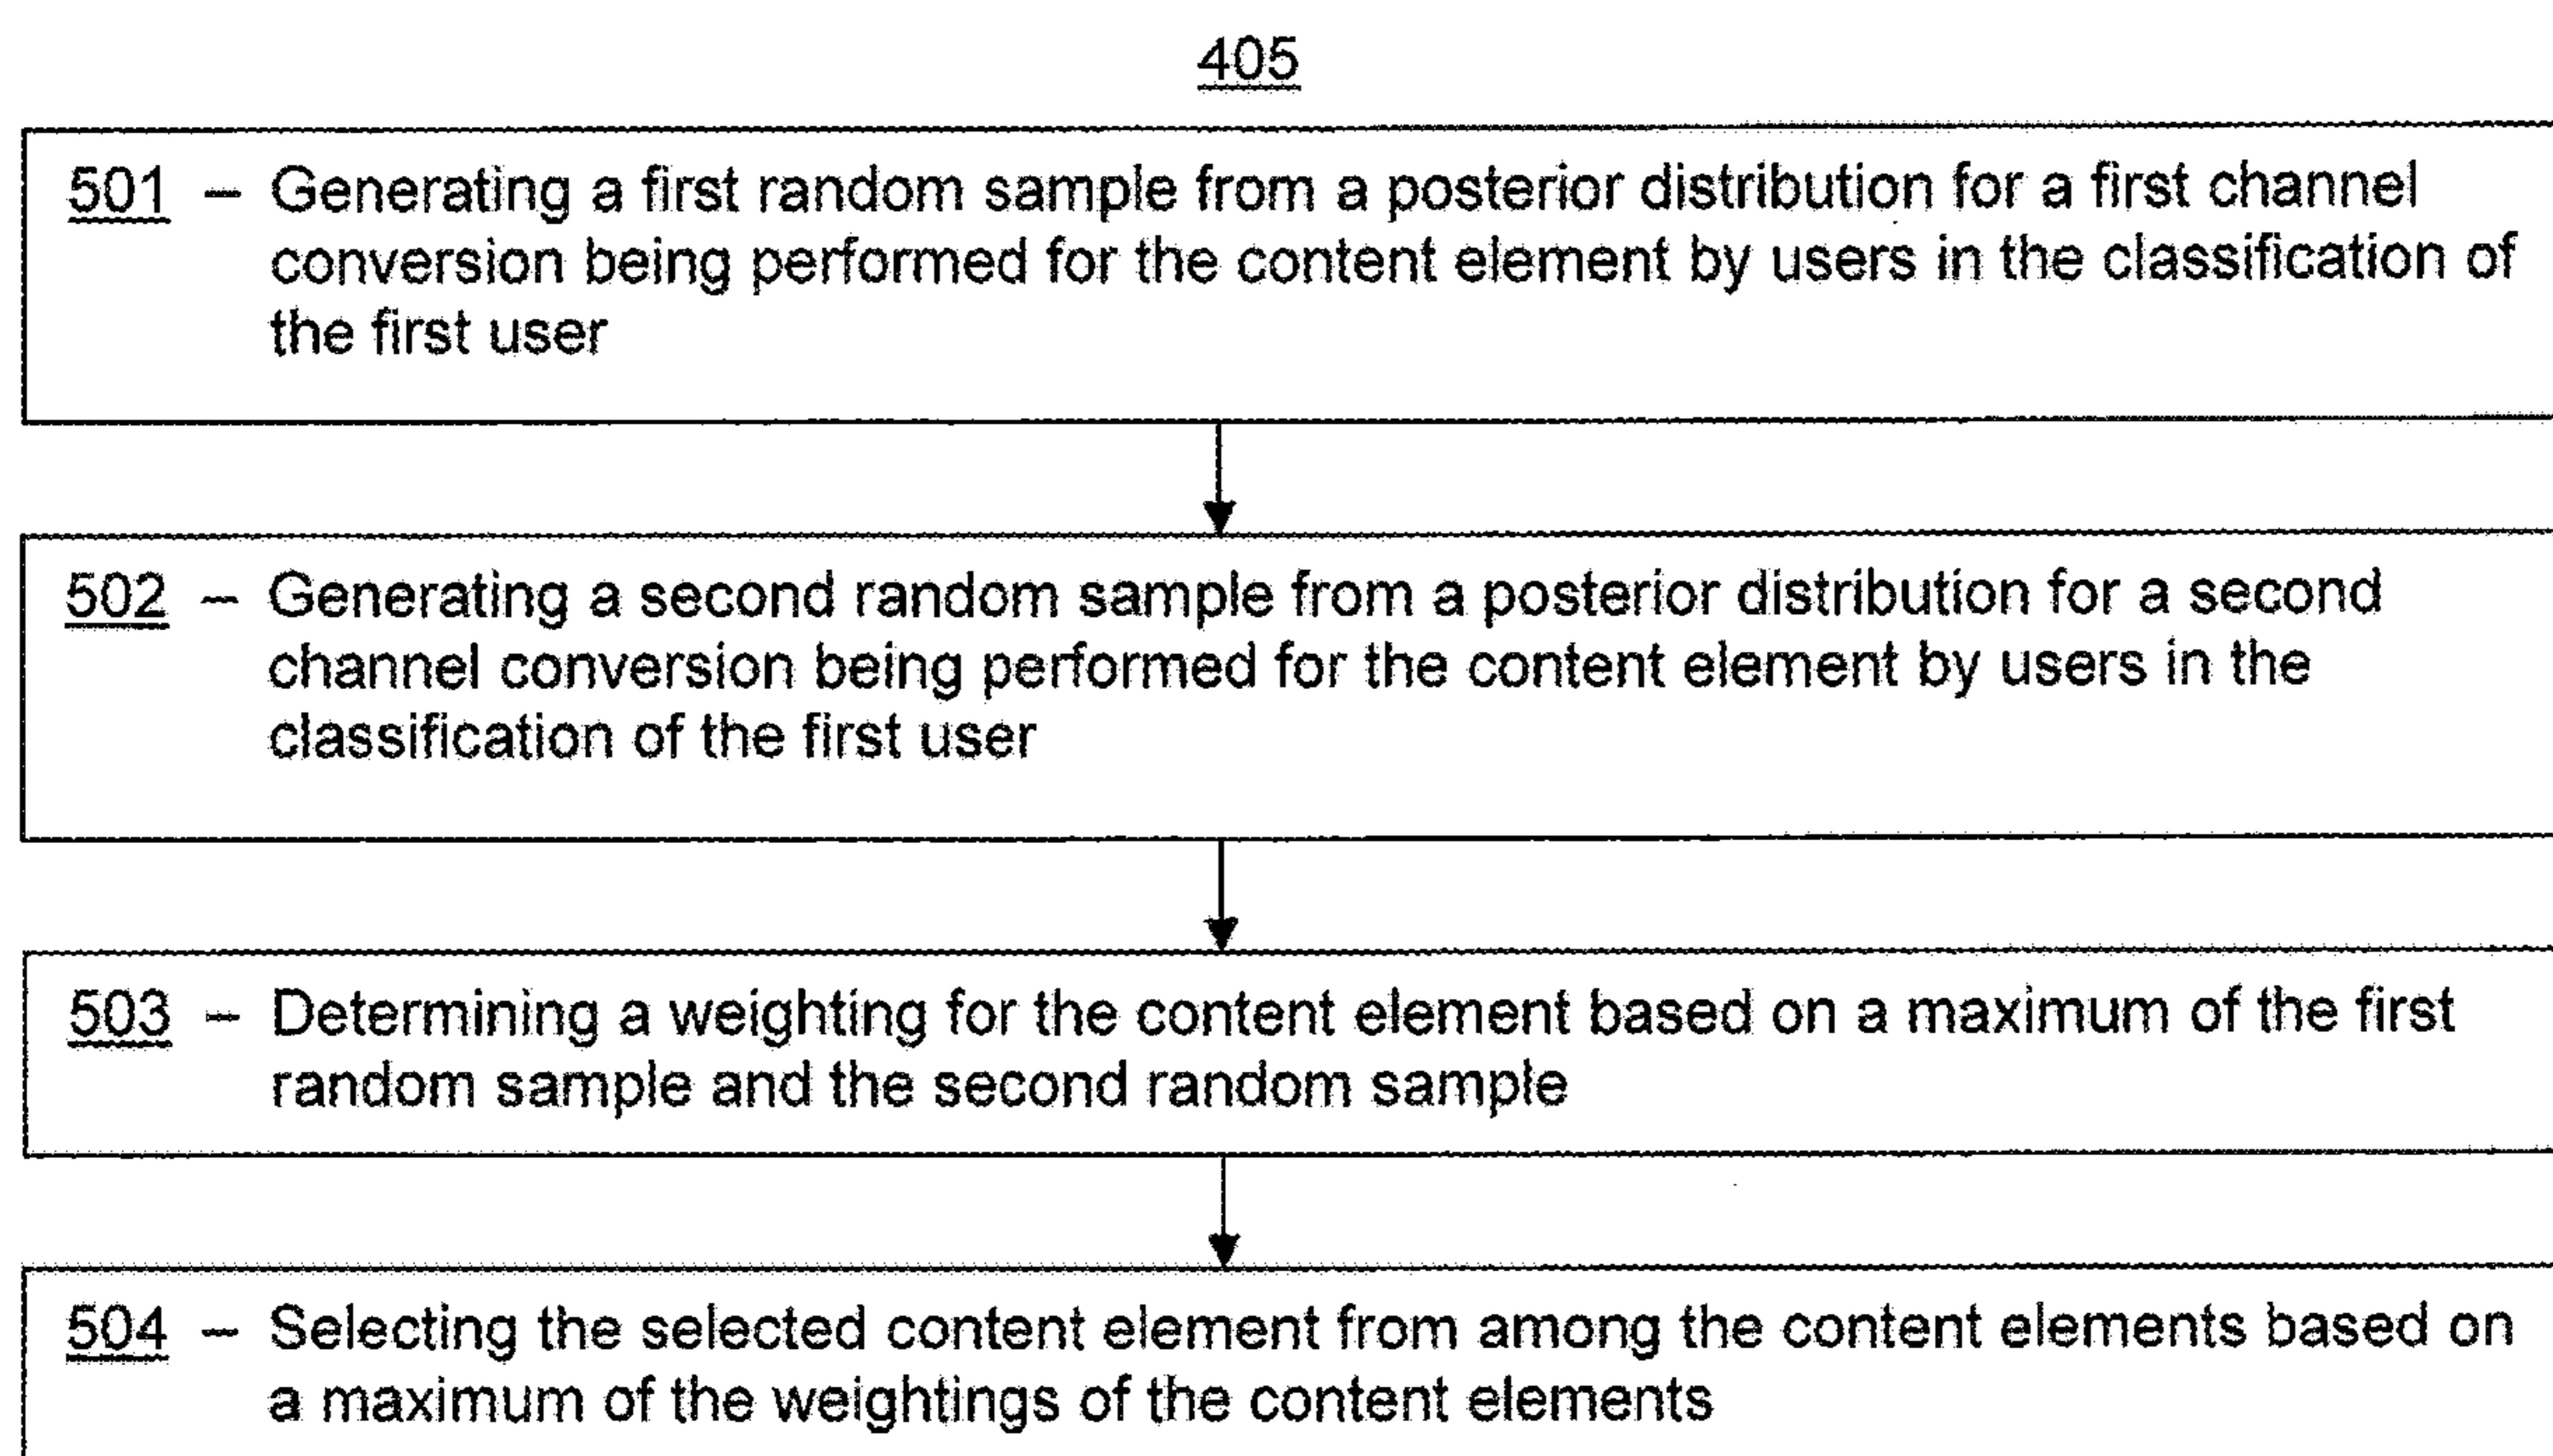 405
501 – Generating a first random sample from a posterior distribution for a first channel
conversion being performed for the content element by users in the classification of
the first user
502 – Generating a second random sample from a posterior distribution for a second
channel conversion being performed for the content element by users in the
classification of the first user
503 – Determining a weighting for the content element based on a maximum of the first
random sample and the second random sample
504 – Selecting the selected content element from among the content elements based on
a maximum of the weightings of the content elements